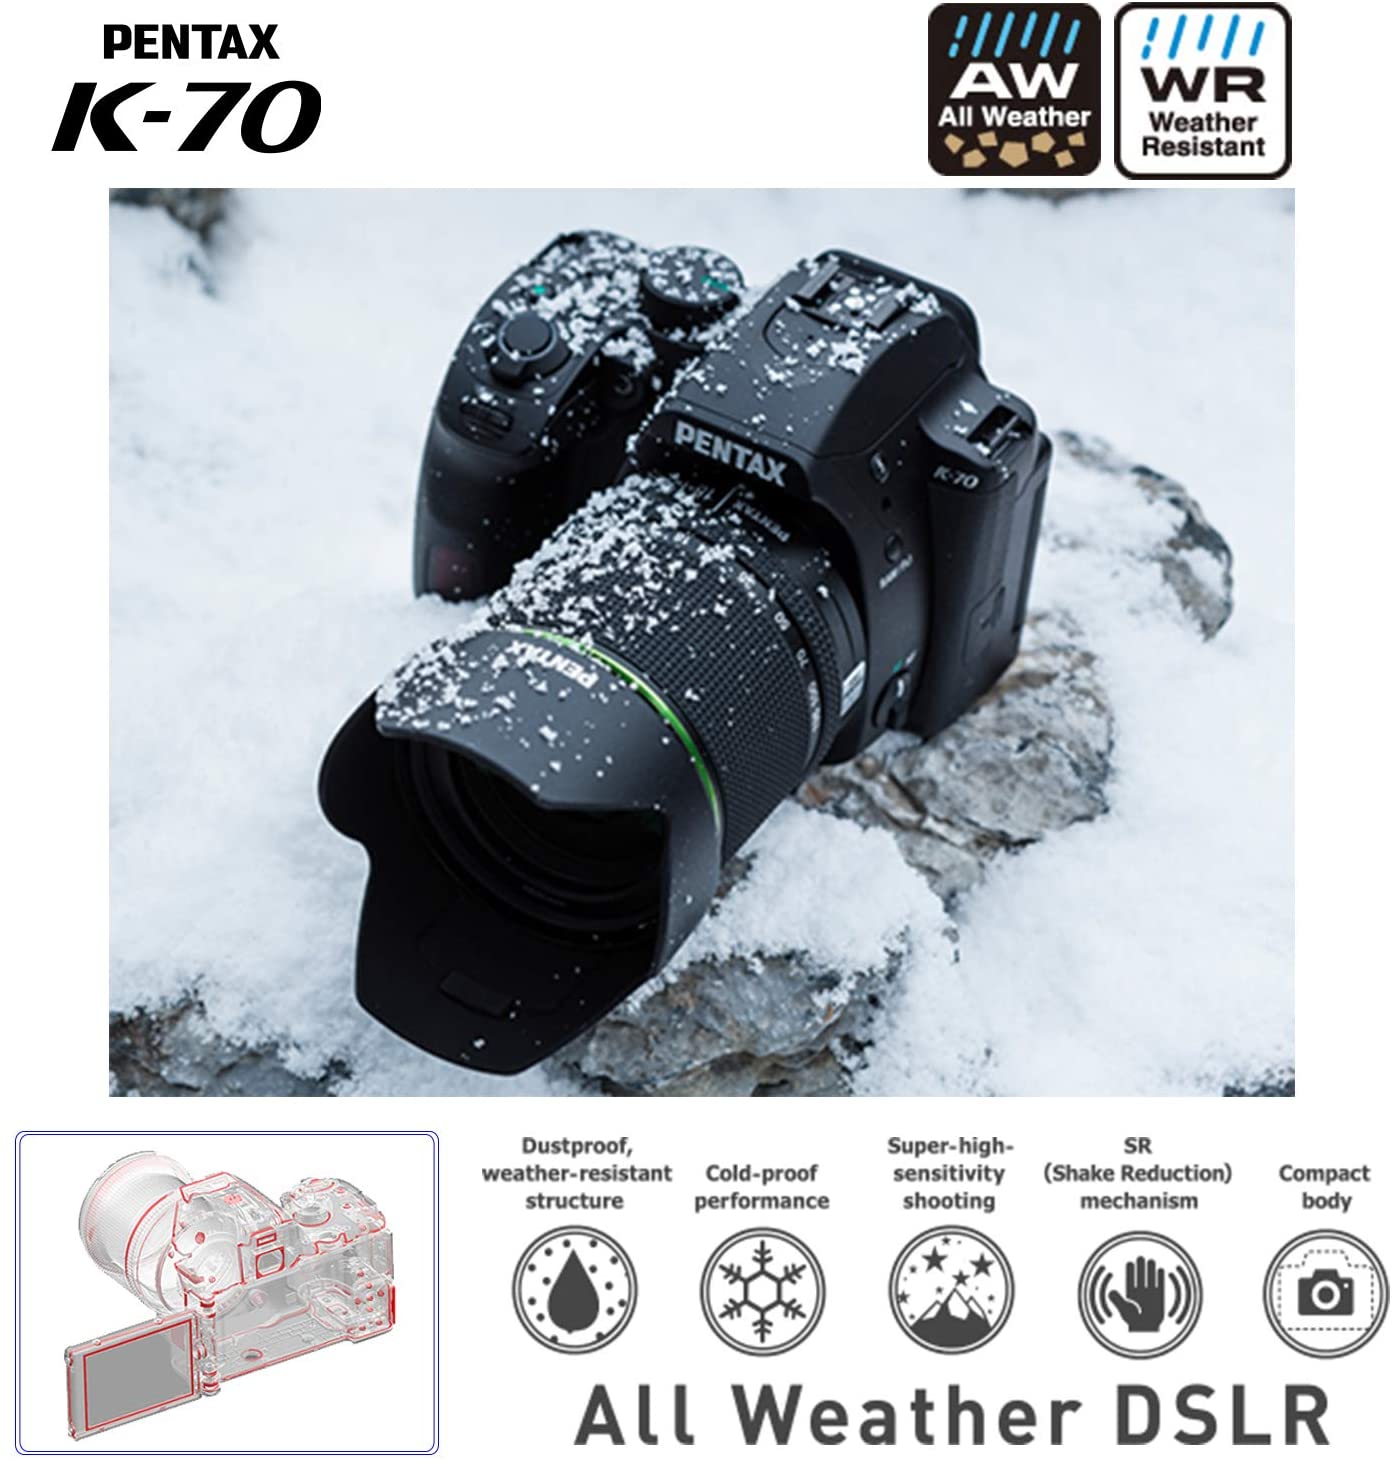 PENTAX
K-70
AW
All Weather
WR
Weather
Resistant
PENTAX
K-70
PENTAX
PENTAX
Dustproof,
weather-resistant
structure
Cold-proof
performance
Super-high-
sensitivity
shooting
SR
(Shake Reduction)
mechanism
Compact
body
All Weather DSLR